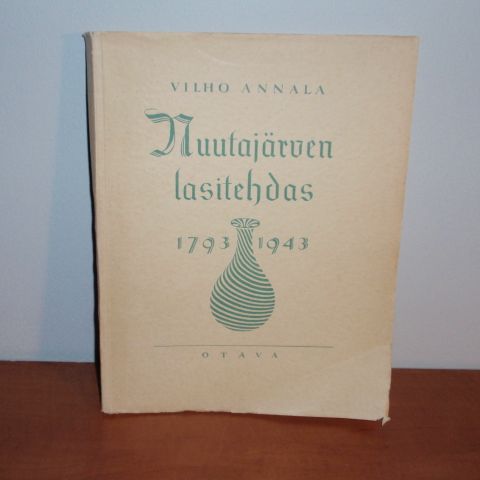 VILHO ANNALA
Nuutajärven
lasitehdas
1793 1943
OTAVA